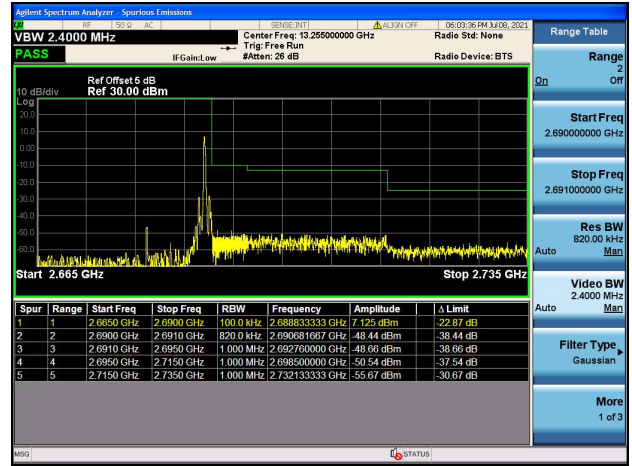 Agilent Spectrum Analyzer - Spurious Emissions
RF 50 Ω AC SENSE:INT ALIGN OFF 06:03:36 PM Jul 08, 2021
VBW 2.4000 MHz
Center Freq: 13.255000000 GHz
Radio Std: None
Trig: Free Run
PASS
IFGain:Low
#Atten: 26 dB
Radio Device: BTS
Ref Offset 5 dB
10 dB/div Ref 30.00 dBm
Log
20.0
10.0
0.00
-10.0
-20.0
-30.0
-40.0
-50.0
-60.0
Start 2.665 GHz Stop 2.735 GHz
Spur Range Start Freq Stop Freq RBW Frequency Amplitude Δ Limit
1 1 2.6650 GHz 2.6900 GHz 100.0 kHz 2.688833333 GHz 7.125 dBm -22.87 dB
2 2 2.6900 GHz 2.6910 GHz 820.0 kHz 2.690681667 GHz -48.44 dBm -38.44 dB
3 3 2.6910 GHz 2.6950 GHz 1.000 MHz 2.692760000 GHz -48.66 dBm -38.66 dB
4 4 2.6950 GHz 2.7150 GHz 1.000 MHz 2.698500000 GHz -50.54 dBm -37.54 dB
5 5 2.7150 GHz 2.7350 GHz 1.000 MHz 2.732133333 GHz -55.67 dBm -30.67 dB
MSG STATUS
Range Table
Range
2
On Off
Start Freq
2.690000000 GHz
Stop Freq
2.691000000 GHz
Res BW
820.00 kHz
Auto Man
Video BW
2.4000 MHz
Auto Man
Filter Type
Gaussian
More
1 of 3